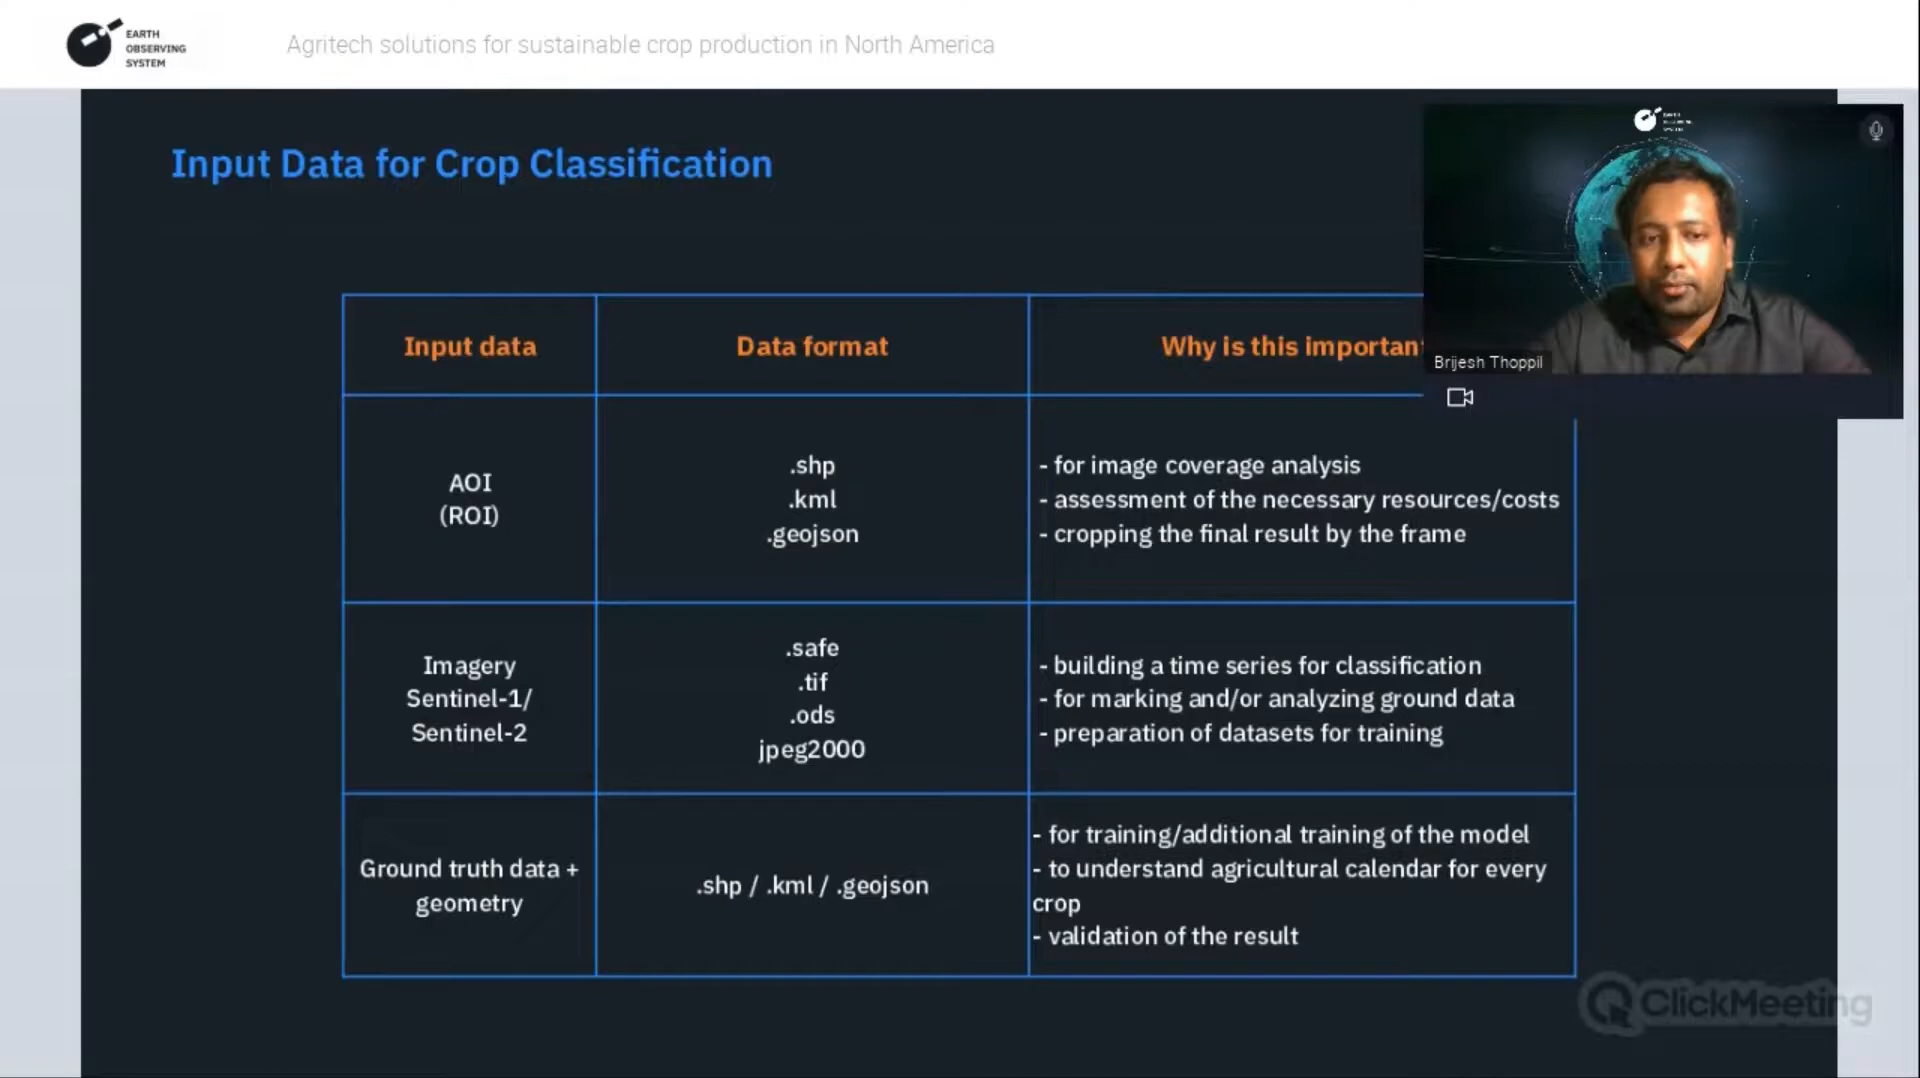 EARTH
OBSERVING
SYSTEM
Agritech solutions for sustainable crop production in North America
Input Data for Crop Classification
Input data
Data format
Why is this important
Brijesh Thoppil
AOI
(ROI)
.shp
.kml
.geojson
- for image coverage analysis
- assessment of the necessary resources/costs
- cropping the final result by the frame
Imagery
Sentinel-1/
Sentinel-2
.safe
.tif
.ods
jpeg2000
- building a time series for classification
- for marking and/or analyzing ground data
- preparation of datasets for training
Ground truth data +
geometry
.shp / .kml / .geojson
- for training/additional training of the model
- to understand agricultural calendar for every
crop
- validation of the result
ClickMeeting